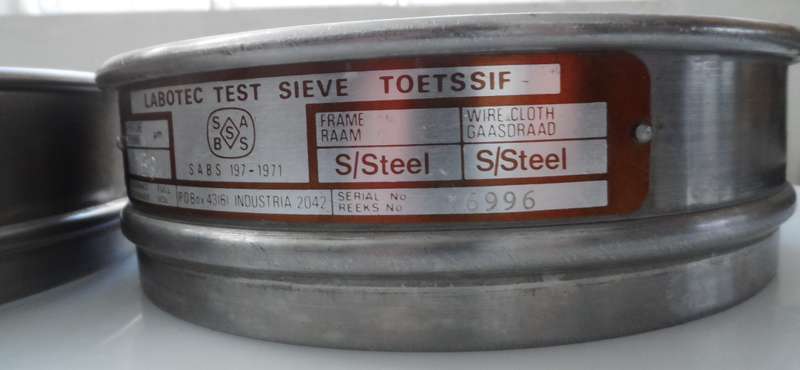 LABOTEC TEST SIEVE TOETSSIF
μm
S A
B S
S
S A B S 197-1971
FRAME
RAAM
S/Steel
WIRE CLOTH
GAASDRAAD
S/Steel
P.O Box 43161 INDUSTRIA 2042
SERIAL No
REEKS No
6996